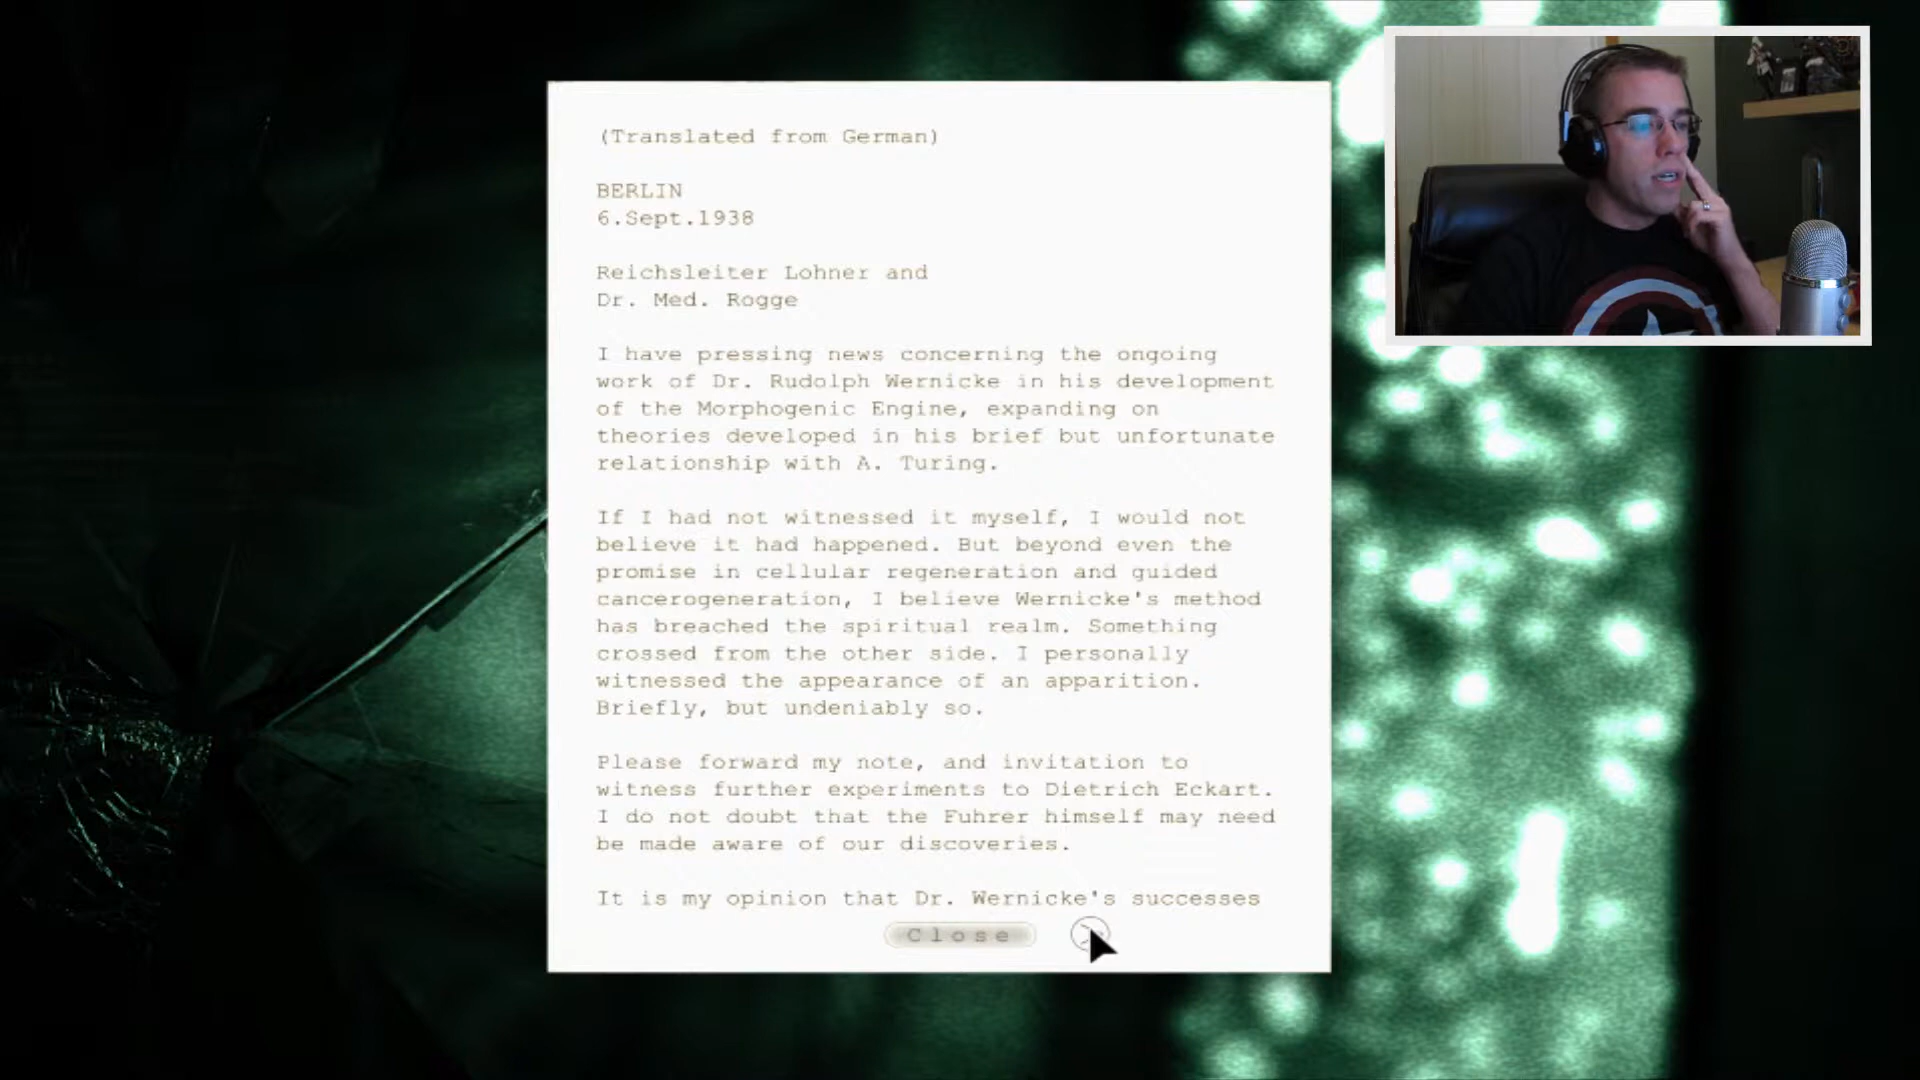 (Translated from German)
BERLIN
6.Sept.1938
Reichsleiter Lohner and
Dr. Med. Rogge
I have pressing news concerning the ongoing
work of Dr. Rudolph Wernicke in his development
of the Morphogenic Engine, expanding on
theories developed in his brief but unfortunate
relationship with A. Turing.
If I had not witnessed it myself, I would not
believe it had happened. But beyond even the
promise in cellular regeneration and guided
cancerogeneration, I believe Wernicke's method
has breached the spiritual realm. Something
crossed from the other side. I personally
witnessed the appearance of an apparition.
Briefly, but undeniably so.
Please forward my note, and invitation to
witness further experiments to Dietrich Eckart.
I do not doubt that the Fuhrer himself may need
be made aware of our discoveries.
It is my opinion that Dr. Wernicke's successes
Close